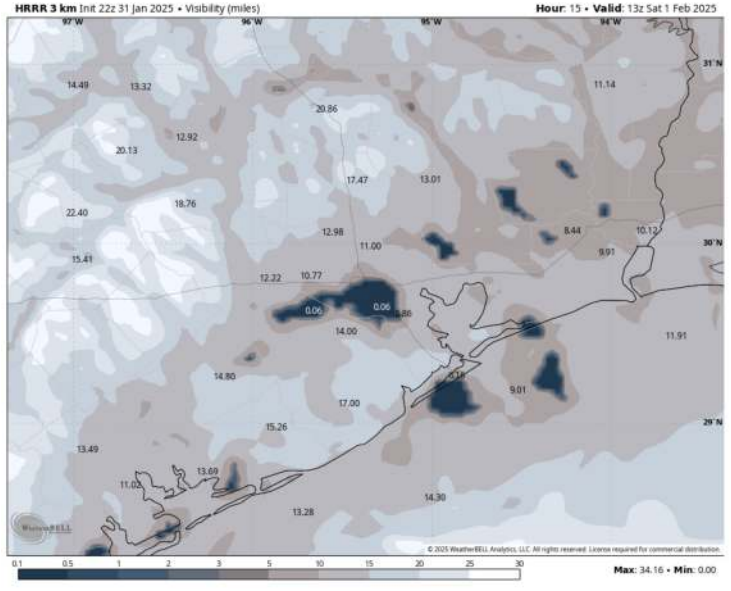 HRRR 3 km Init 22z 31 Jan 2025 • Visibility (miles)
Hour: 15 • Valid: 13z Sat 1 Feb 2025
97°W 96°W 95°W 94°W
31°N
14.49 13.32 11.14
20.86
12.92
20.13
17.47 13.01
18.76
22.40
12.98 8.44 10.12
30°N
11.00
9.91
15.41
12.22 10.77
0.06 0.06
14.00 11.91
14.80
9.01
17.00
29°N
15.26
13.49
13.69
11.02
14.30
13.28
WeatherBELL
© 2025 WeatherBELL Analytics, LLC. All rights reserved. License required for commercial distribution.
0.1 0.5 1 2 3 5 10 15 20 25 30
Max: 34.16 • Min: 0.00